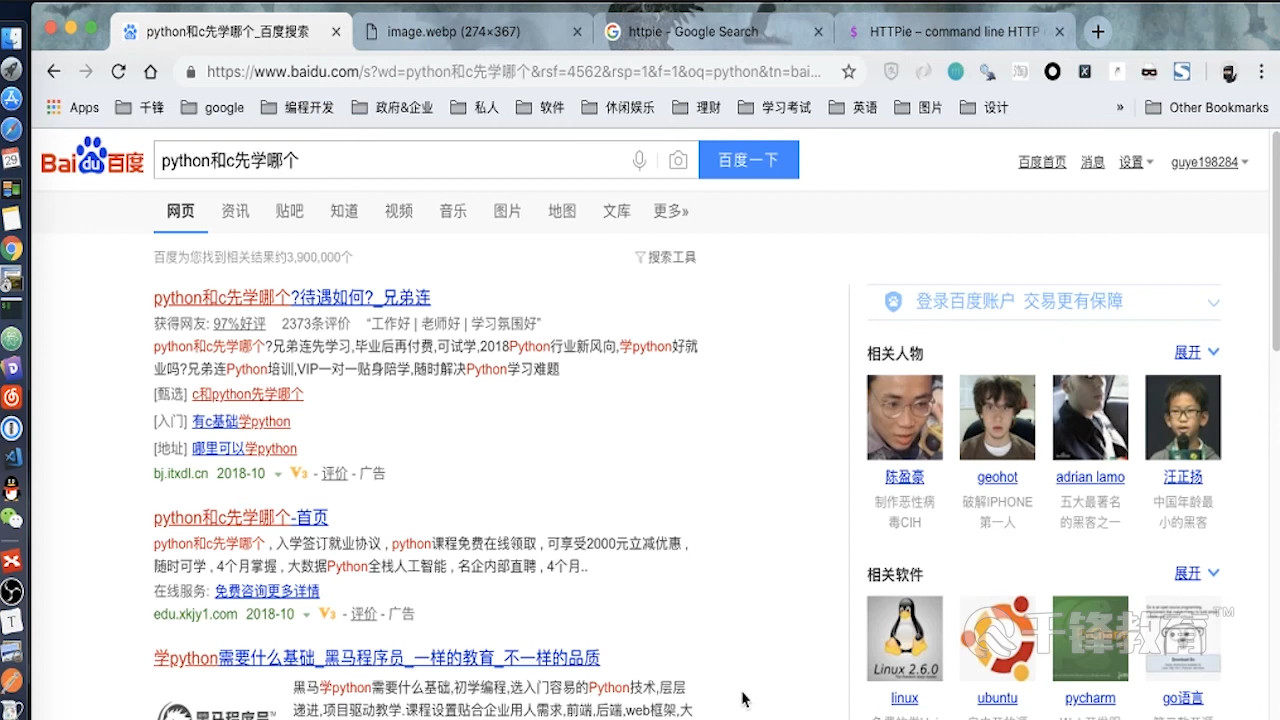 python和c先学哪个_百度搜索
image.webp (274×367)
httpie - Google Search
HTTPie – command line HTTP
https://www.baidu.com/s?wd=python和c先学哪个&rsf=4562&rsp=1&f=1&oq=python&tn=bai...
Apps 千锋 google 编程开发 政府&企业 私人 软件 休闲娱乐 理财 学习考试 英语 图片 设计 » Other Bookmarks
Bai du 百度
python和c先学哪个
百度一下
百度首页 消息 设置 guye198284
网页 资讯 贴吧 知道 视频 音乐 图片 地图 文库 更多»
百度为您找到相关结果约3,900,000个
搜索工具
python和c先学哪个?待遇如何?_兄弟连
获得网友: 97%好评 2373条评价 “工作好 | 老师好 | 学习氛围好”
python和c先学哪个?兄弟连先学习,毕业后再付费,可试学,2018Python行业新风向,学python好就
业吗?兄弟连Python培训,VIP一对一贴身陪学,随时解决Python学习难题
[甄选] c和python先学哪个
[入门] 有c基础学python
[地址] 哪里可以学python
bj.itxdl.cn 2018-10 V3 - 评价 - 广告
python和c先学哪个-首页
python和c先学哪个 , 入学签订就业协议 , python课程免费在线领取 , 可享受2000元立减优惠 ,
随时可学 , 4个月掌握 , 大数据Python全栈人工智能 , 名企内部直聘 , 4个月..
在线服务: 免费咨询更多详情
edu.xkjy1.com 2018-10 V3 - 评价 - 广告
学python需要什么基础_黑马程序员_一样的教育_不一样的品质
黑马学python需要什么基础,初学编程,选入门容易的Python技术,层层
递进,项目驱动教学,课程设置贴合企业用人需求,前端,后端,web框架,大
黑马程序员
登录百度账户 交易更有保障
相关人物
展开
陈盈豪
制作恶性病
毒CIH
geohot
破解IPHONE
第一人
adrian lamo
五大最著名
的黑客之一
汪正扬
中国年龄最
小的黑客
相关软件
展开
Linux 2.6.0
千锋教育™
linux
ubuntu
pycharm
go语言